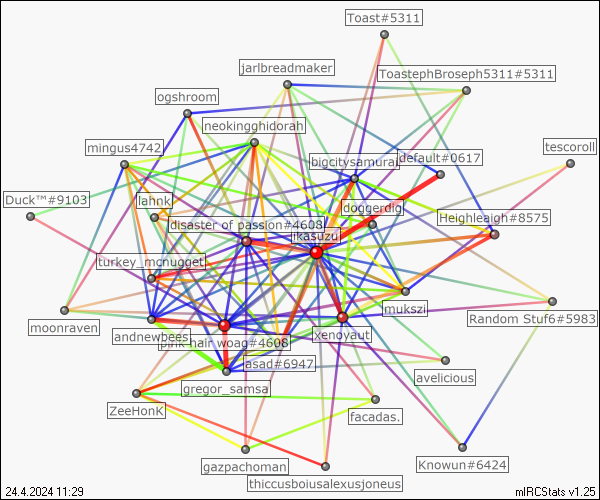 Toast#5311
jarlbreadmaker
ToastephBroseph5311#5311
ogshroom
neokingghidorah
mingus4742
bigcitysamurai
default#0617
tescoroll
Duck™#9103
lahnk
doggerdig
disaster of passion#4608
Heighleaigh#8575
ikasuzu
turkey_mcnugget
mukszi
moonraven
Random Stuf6#5983
andnewbees
pink hair woag#4608
xenoyaut
asad#6947
avelicious
gregor_samsa
ZeeHonK
facadas.
gazpachoman
Knowun#6424
thiccusboiusalexusjoneus
24.4.2024 11:29
mIRCStats v1.25